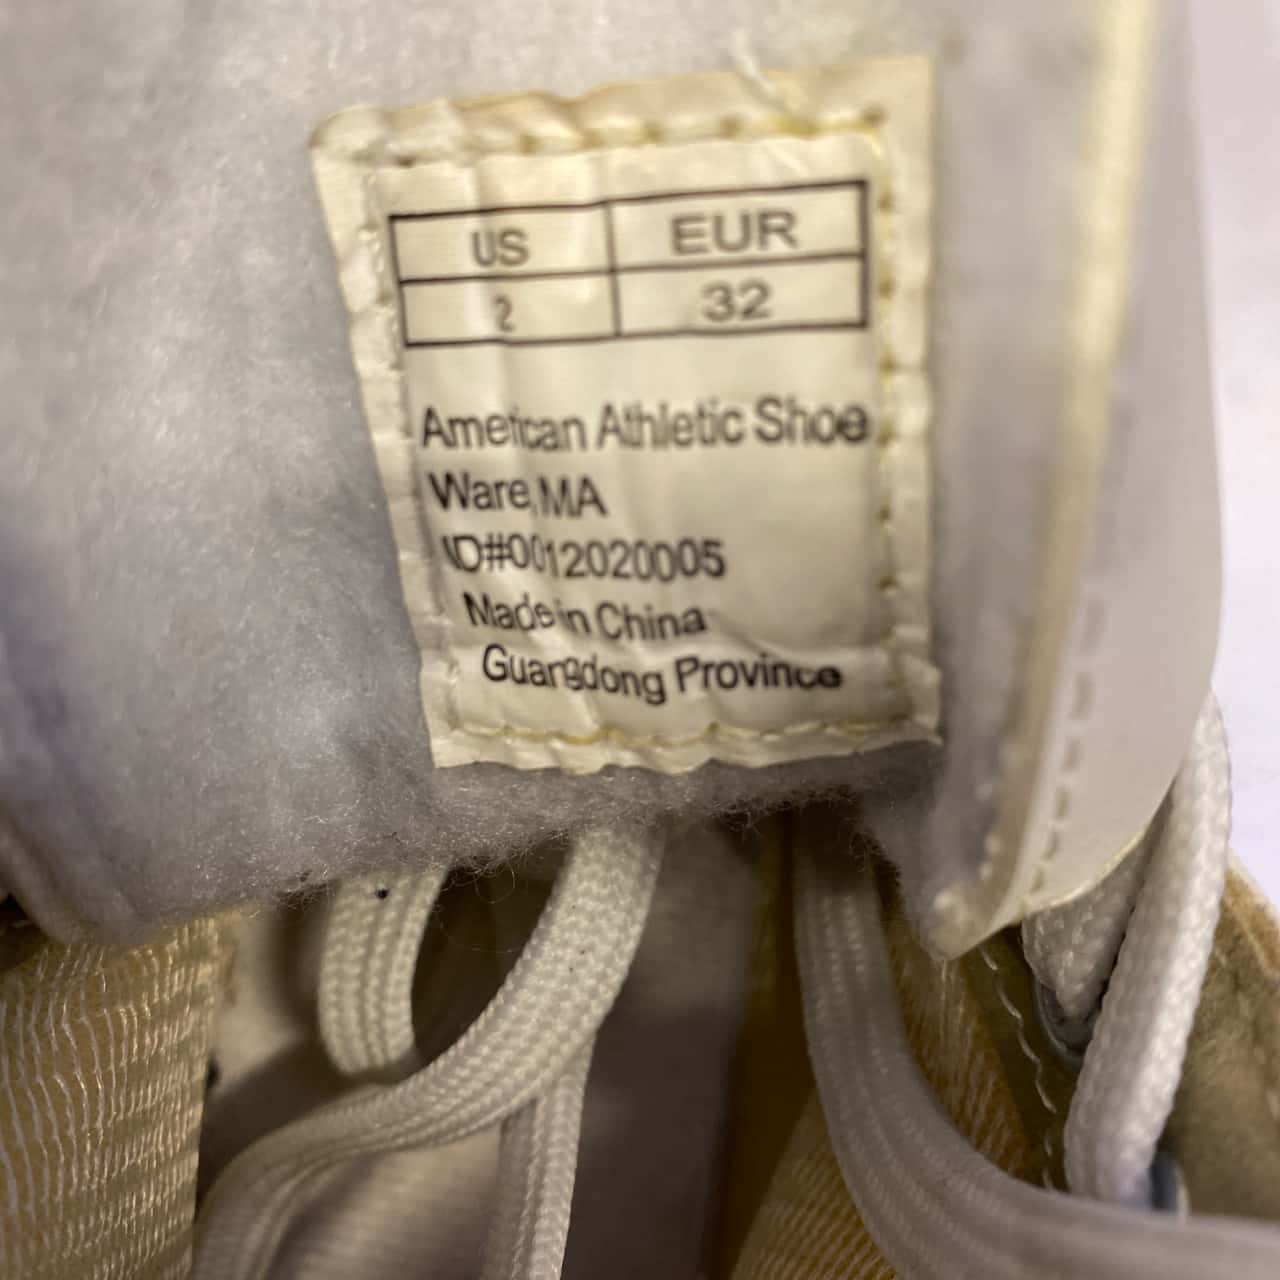 US EUR
2 32
American Athletic Shoe
Ware, MA
ID#0012020005
Made in China
Guangdong Province